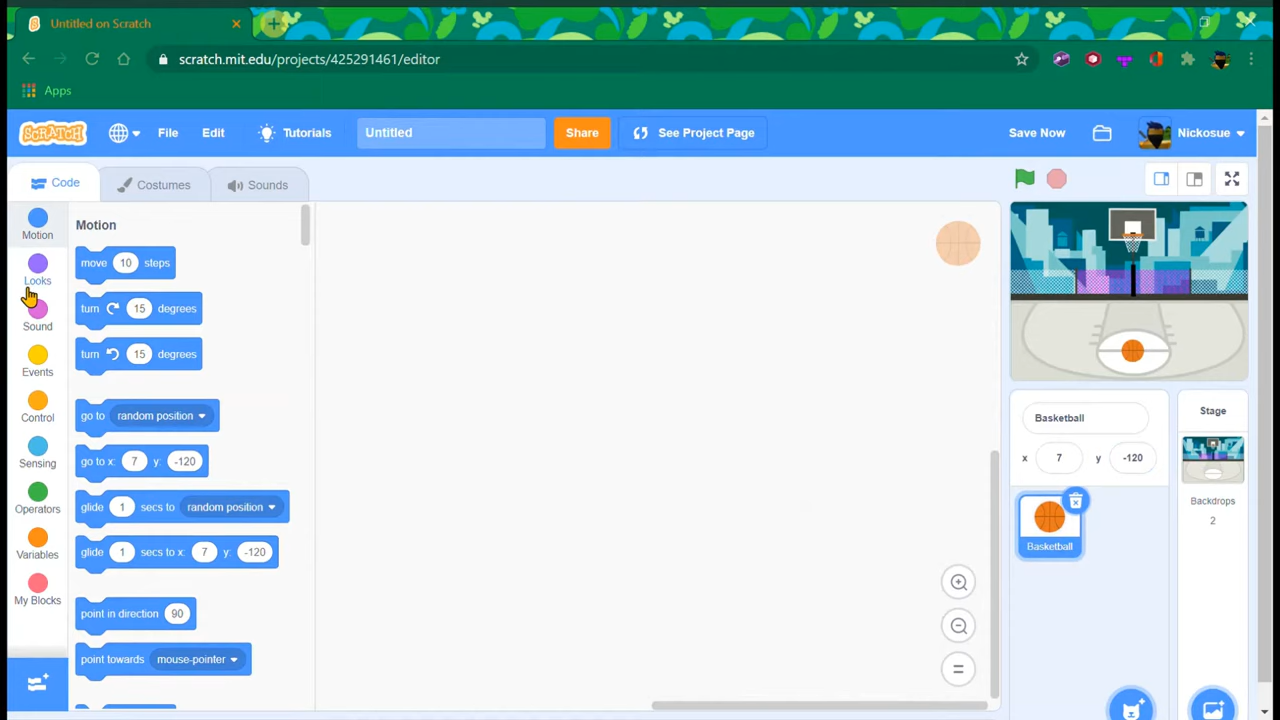 Untitled on Scratch
scratch.mit.edu/projects/425291461/editor
Apps
SCRATCH
File
Edit
Tutorials
Untitled
Share
See Project Page
Save Now
Nickosue
Code
Costumes
Sounds
Motion
Looks
Sound
Events
Control
Sensing
Operators
Variables
My Blocks
Motion
move 10 steps
turn 15 degrees
turn 15 degrees
go to random position
go to x: 7 y: -120
glide 1 secs to random position
glide 1 secs to x: 7 y: -120
point in direction 90
point towards mouse-pointer
Basketball
x 7 y -120
Basketball
Stage
Backdrops
2